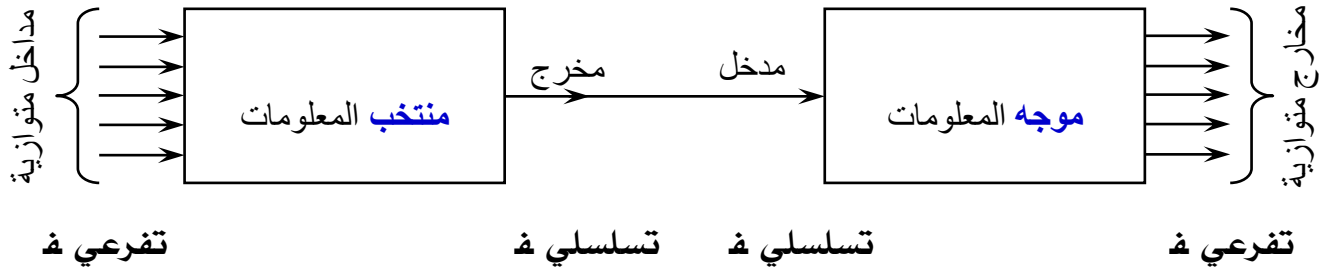 مداخل متوازية
منتخب المعلومات
مخرج
مدخل
موجه المعلومات
مخارج متوازية
تفرعي ف
تسلسلي ف
تسلسلي ف
تفرعي ف